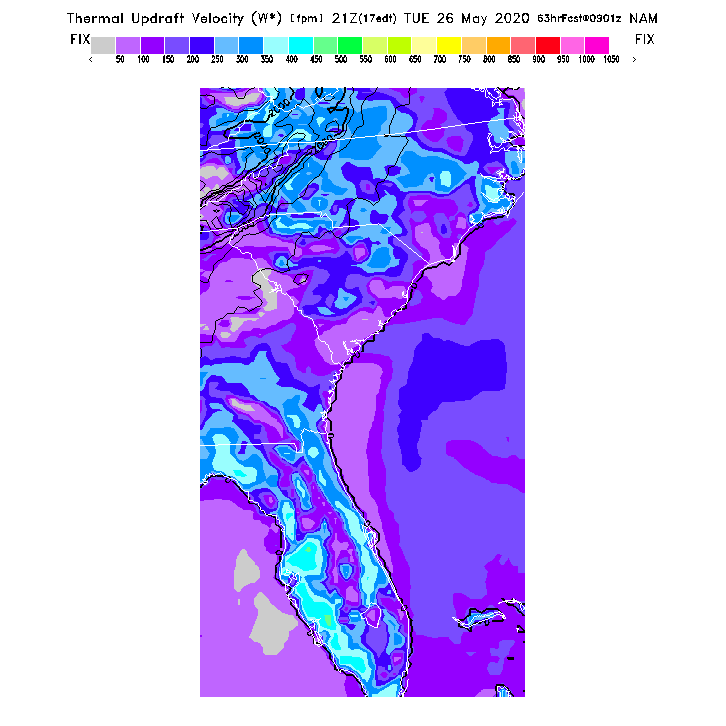 Thermal Updraft Velocity (W*) [fpm] 21Z(17edt) TUE 26 May 2020 63hrFcst@0901z NAM
FIX FIX
< 50 100 150 200 250 300 350 400 450 500 550 600 650 700 750 800 850 900 950 1000 1050 >
2000